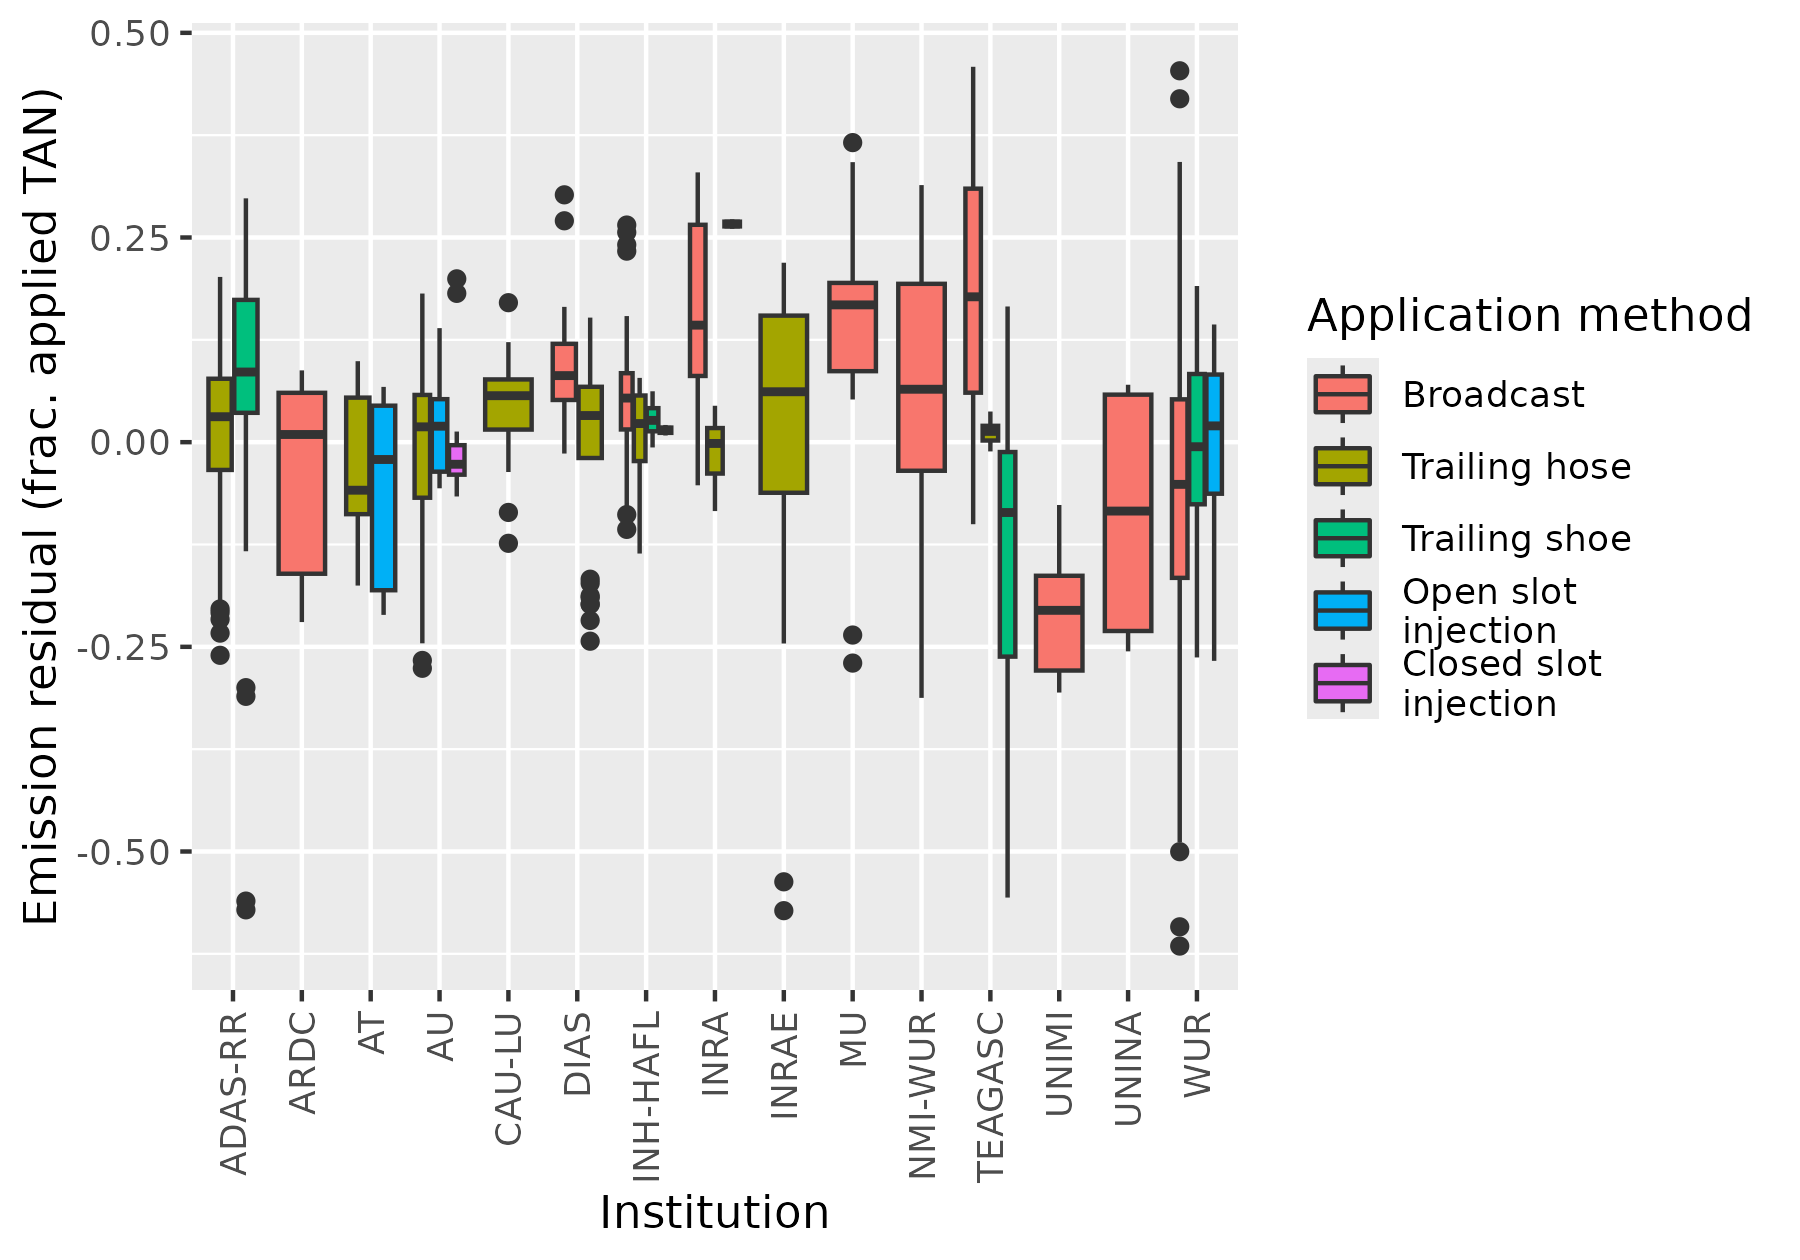 Emission residual (frac. applied TAN)
0.50
0.25
0.00
-0.25
-0.50
ADAS-RR
ARDC
AT
AU
CAU-LU
DIAS
INH-HAFL
INRA
INRAE
MU
NMI-WUR
TEAGASC
UNIMI
UNINA
WUR
Institution
Application method
Broadcast
Trailing hose
Trailing shoe
Open slot
injection
Closed slot
injection